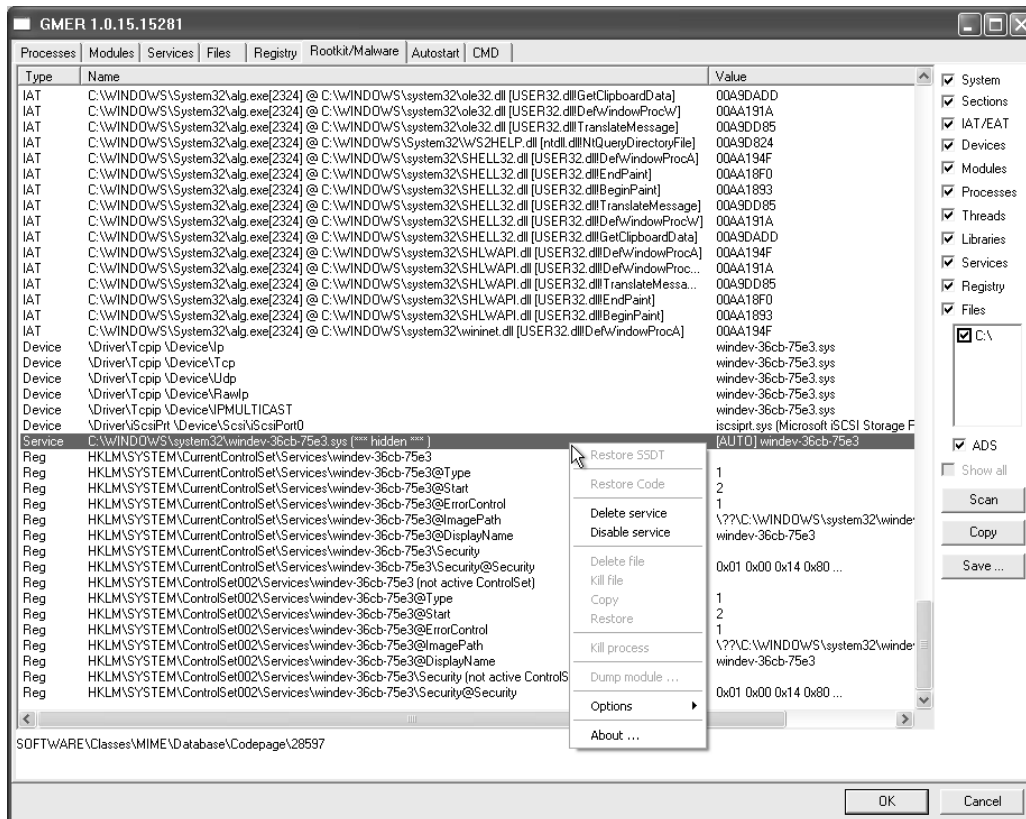 GMER 1.0.15.15281
Processes Modules Services Files Registry Rootkit/Malware Autostart CMD
Type Name Value
IAT C:\WINDOWS\System32\alg.exe[2324] @ C:\WINDOWS\system32\ole32.dll [USER32.dll!GetClipboardData] 00A9DADD
IAT C:\WINDOWS\System32\alg.exe[2324] @ C:\WINDOWS\system32\ole32.dll [USER32.dll!DefWindowProcW] 00AA191A
IAT C:\WINDOWS\System32\alg.exe[2324] @ C:\WINDOWS\system32\ole32.dll [USER32.dll!TranslateMessage] 00A9DD85
IAT C:\WINDOWS\System32\alg.exe[2324] @ C:\WINDOWS\System32\WS2HELP.dll [ntdll.dll!NtQueryDirectoryFile] 00A9D824
IAT C:\WINDOWS\System32\alg.exe[2324] @ C:\WINDOWS\system32\SHELL32.dll [USER32.dll!DefWindowProcA] 00AA194F
IAT C:\WINDOWS\System32\alg.exe[2324] @ C:\WINDOWS\system32\SHELL32.dll [USER32.dll!EndPaint] 00AA18F0
IAT C:\WINDOWS\System32\alg.exe[2324] @ C:\WINDOWS\system32\SHELL32.dll [USER32.dll!BeginPaint] 00AA1893
IAT C:\WINDOWS\System32\alg.exe[2324] @ C:\WINDOWS\system32\SHELL32.dll [USER32.dll!TranslateMessage] 00A9DD85
IAT C:\WINDOWS\System32\alg.exe[2324] @ C:\WINDOWS\system32\SHELL32.dll [USER32.dll!DefWindowProcW] 00AA191A
IAT C:\WINDOWS\System32\alg.exe[2324] @ C:\WINDOWS\system32\SHELL32.dll [USER32.dll!GetClipboardData] 00A9DADD
IAT C:\WINDOWS\System32\alg.exe[2324] @ C:\WINDOWS\system32\SHLWAPI.dll [USER32.dll!DefWindowProcA] 00AA194F
IAT C:\WINDOWS\System32\alg.exe[2324] @ C:\WINDOWS\system32\SHLWAPI.dll [USER32.dll!DefWindowProc... 00AA191A
IAT C:\WINDOWS\System32\alg.exe[2324] @ C:\WINDOWS\system32\SHLWAPI.dll [USER32.dll!TranslateMessa... 00A9DD85
IAT C:\WINDOWS\System32\alg.exe[2324] @ C:\WINDOWS\system32\SHLWAPI.dll [USER32.dll!EndPaint] 00AA18F0
IAT C:\WINDOWS\System32\alg.exe[2324] @ C:\WINDOWS\system32\SHLWAPI.dll [USER32.dll!BeginPaint] 00AA1893
IAT C:\WINDOWS\System32\alg.exe[2324] @ C:\WINDOWS\system32\wininet.dll [USER32.dll!DefWindowProcA] 00AA194F
Device \Driver\Tcpip \Device\Ip windev-36cb-75e3.sys
Device \Driver\Tcpip \Device\Tcp windev-36cb-75e3.sys
Device \Driver\Tcpip \Device\Udp windev-36cb-75e3.sys
Device \Driver\Tcpip \Device\RawIp windev-36cb-75e3.sys
Device \Driver\Tcpip \Device\IPMULTICAST windev-36cb-75e3.sys
Device \Driver\iScsiPrt \Device\Scsi\iScsiPort0 iscsiprt.sys (Microsoft iSCSI Storage F
Service C:\WINDOWS\system32\windev-36cb-75e3.sys (*** hidden *** ) [AUTO] windev-36cb-75e3
Reg HKLM\SYSTEM\CurrentControlSet\Services\windev-36cb-75e3
Reg HKLM\SYSTEM\CurrentControlSet\Services\windev-36cb-75e3@Type 1
Reg HKLM\SYSTEM\CurrentControlSet\Services\windev-36cb-75e3@Start 2
Reg HKLM\SYSTEM\CurrentControlSet\Services\windev-36cb-75e3@ErrorControl 1
Reg HKLM\SYSTEM\CurrentControlSet\Services\windev-36cb-75e3@ImagePath \??\C:\WINDOWS\system32\windev
Reg HKLM\SYSTEM\CurrentControlSet\Services\windev-36cb-75e3@DisplayName windev-36cb-75e3
Reg HKLM\SYSTEM\CurrentControlSet\Services\windev-36cb-75e3\Security
Reg HKLM\SYSTEM\CurrentControlSet\Services\windev-36cb-75e3\Security@Security 0x01 0x00 0x14 0x80 ...
Reg HKLM\SYSTEM\ControlSet002\Services\windev-36cb-75e3 (not active ControlSet)
Reg HKLM\SYSTEM\ControlSet002\Services\windev-36cb-75e3@Type 1
Reg HKLM\SYSTEM\ControlSet002\Services\windev-36cb-75e3@Start 2
Reg HKLM\SYSTEM\ControlSet002\Services\windev-36cb-75e3@ErrorControl 1
Reg HKLM\SYSTEM\ControlSet002\Services\windev-36cb-75e3@ImagePath \??\C:\WINDOWS\system32\windev
Reg HKLM\SYSTEM\ControlSet002\Services\windev-36cb-75e3@DisplayName windev-36cb-75e3
Reg HKLM\SYSTEM\ControlSet002\Services\windev-36cb-75e3\Security (not active ControlS
Reg HKLM\SYSTEM\ControlSet002\Services\windev-36cb-75e3\Security@Security 0x01 0x00 0x14 0x80 ...
Restore SSDT
Restore Code
Delete service
Disable service
Delete file
Kill file
Copy
Restore
Kill process
Dump module ...
Options
About ...
System
Sections
IAT/EAT
Devices
Modules
Processes
Threads
Libraries
Services
Registry
Files
C:\
ADS
Show all
Scan
Copy
Save ...
SOFTWARE\Classes\MIME\Database\Codepage\28597
OK Cancel